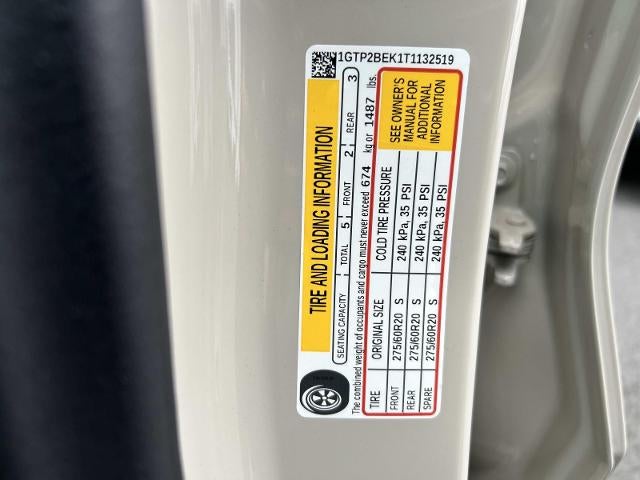 1GTP2BEK1T1132519
TIRE AND LOADING INFORMATION
SEATING CAPACITY TOTAL 5 FRONT 2 REAR 3
The combined weight of occupants and cargo must never exceed 674 kg or 1487 lbs.
TIRE ORIGINAL SIZE COLD TIRE PRESSURE
FRONT 275/60R20 S 240 kPa, 35 PSI
REAR 275/60R20 S 240 kPa, 35 PSI
SPARE 275/60R20 S 240 kPa, 35 PSI
SEE OWNER'S
MANUAL FOR
ADDITIONAL
INFORMATION